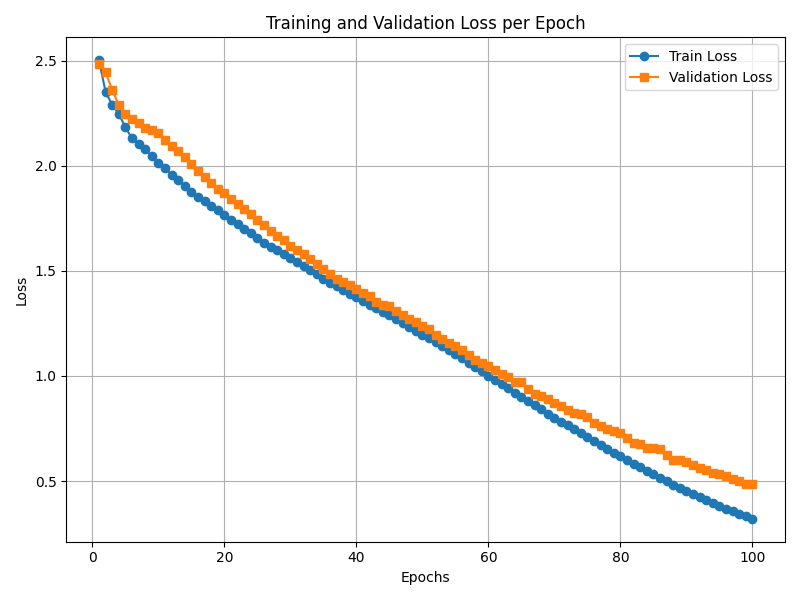 Training and Validation Loss per Epoch
Train Loss
Validation Loss
2.5
2.0
1.5
1.0
0.5
Loss
0 20 40 60 80 100
Epochs